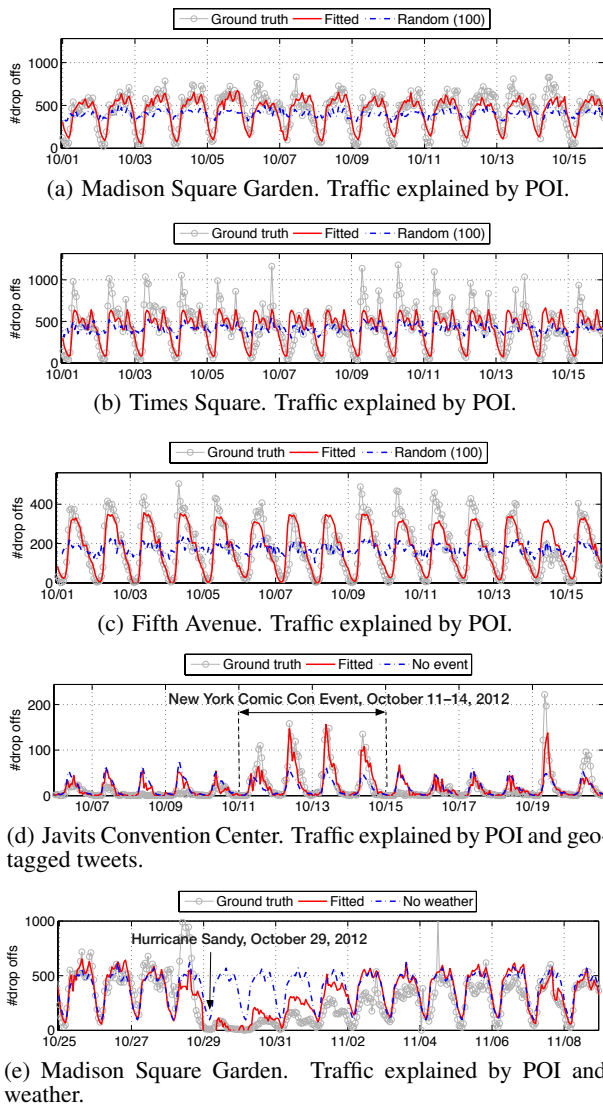 Ground truth Fitted Random (100)
1000
500
0
#drop offs
10/01 10/03 10/05 10/07 10/09 10/11 10/13 10/15
(a) Madison Square Garden. Traffic explained by POI.
Ground truth Fitted Random (100)
1000
500
0
#drop offs
10/01 10/03 10/05 10/07 10/09 10/11 10/13 10/15
(b) Times Square. Traffic explained by POI.
Ground truth Fitted Random (100)
400
200
0
#drop offs
10/01 10/03 10/05 10/07 10/09 10/11 10/13 10/15
(c) Fifth Avenue. Traffic explained by POI.
Ground truth Fitted No event
New York Comic Con Event, October 11–14, 2012
200
100
0
#drop offs
10/07 10/09 10/11 10/13 10/15 10/17 10/19
(d) Javits Convention Center. Traffic explained by POI and geo-
tagged tweets.
Ground truth Fitted No weather
1000
Hurricane Sandy, October 29, 2012
500
0
#drop offs
10/25 10/27 10/29 10/31 11/02 11/04 11/06 11/08
(e) Madison Square Garden. Traffic explained by POI and
weather.